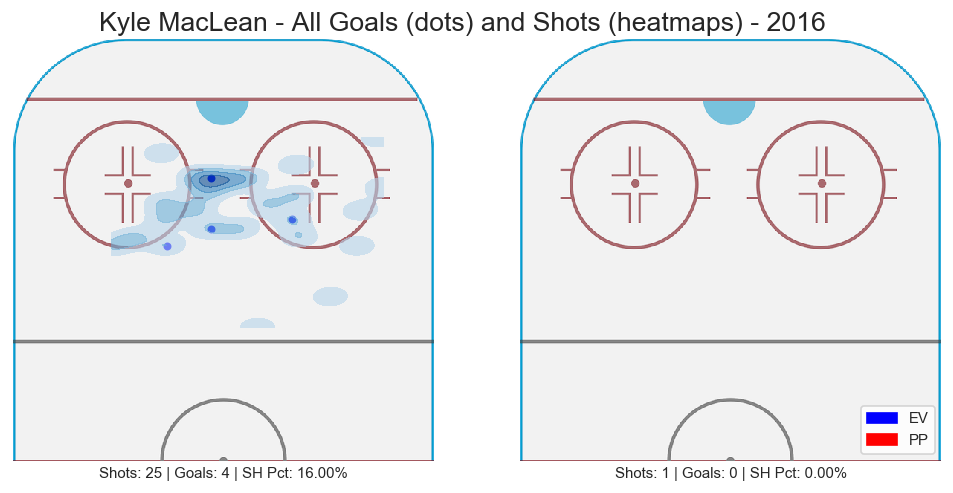 Kyle MacLean - All Goals (dots) and Shots (heatmaps) - 2016
EV
PP
Shots: 25 | Goals: 4 | SH Pct: 16.00%
Shots: 1 | Goals: 0 | SH Pct: 0.00%